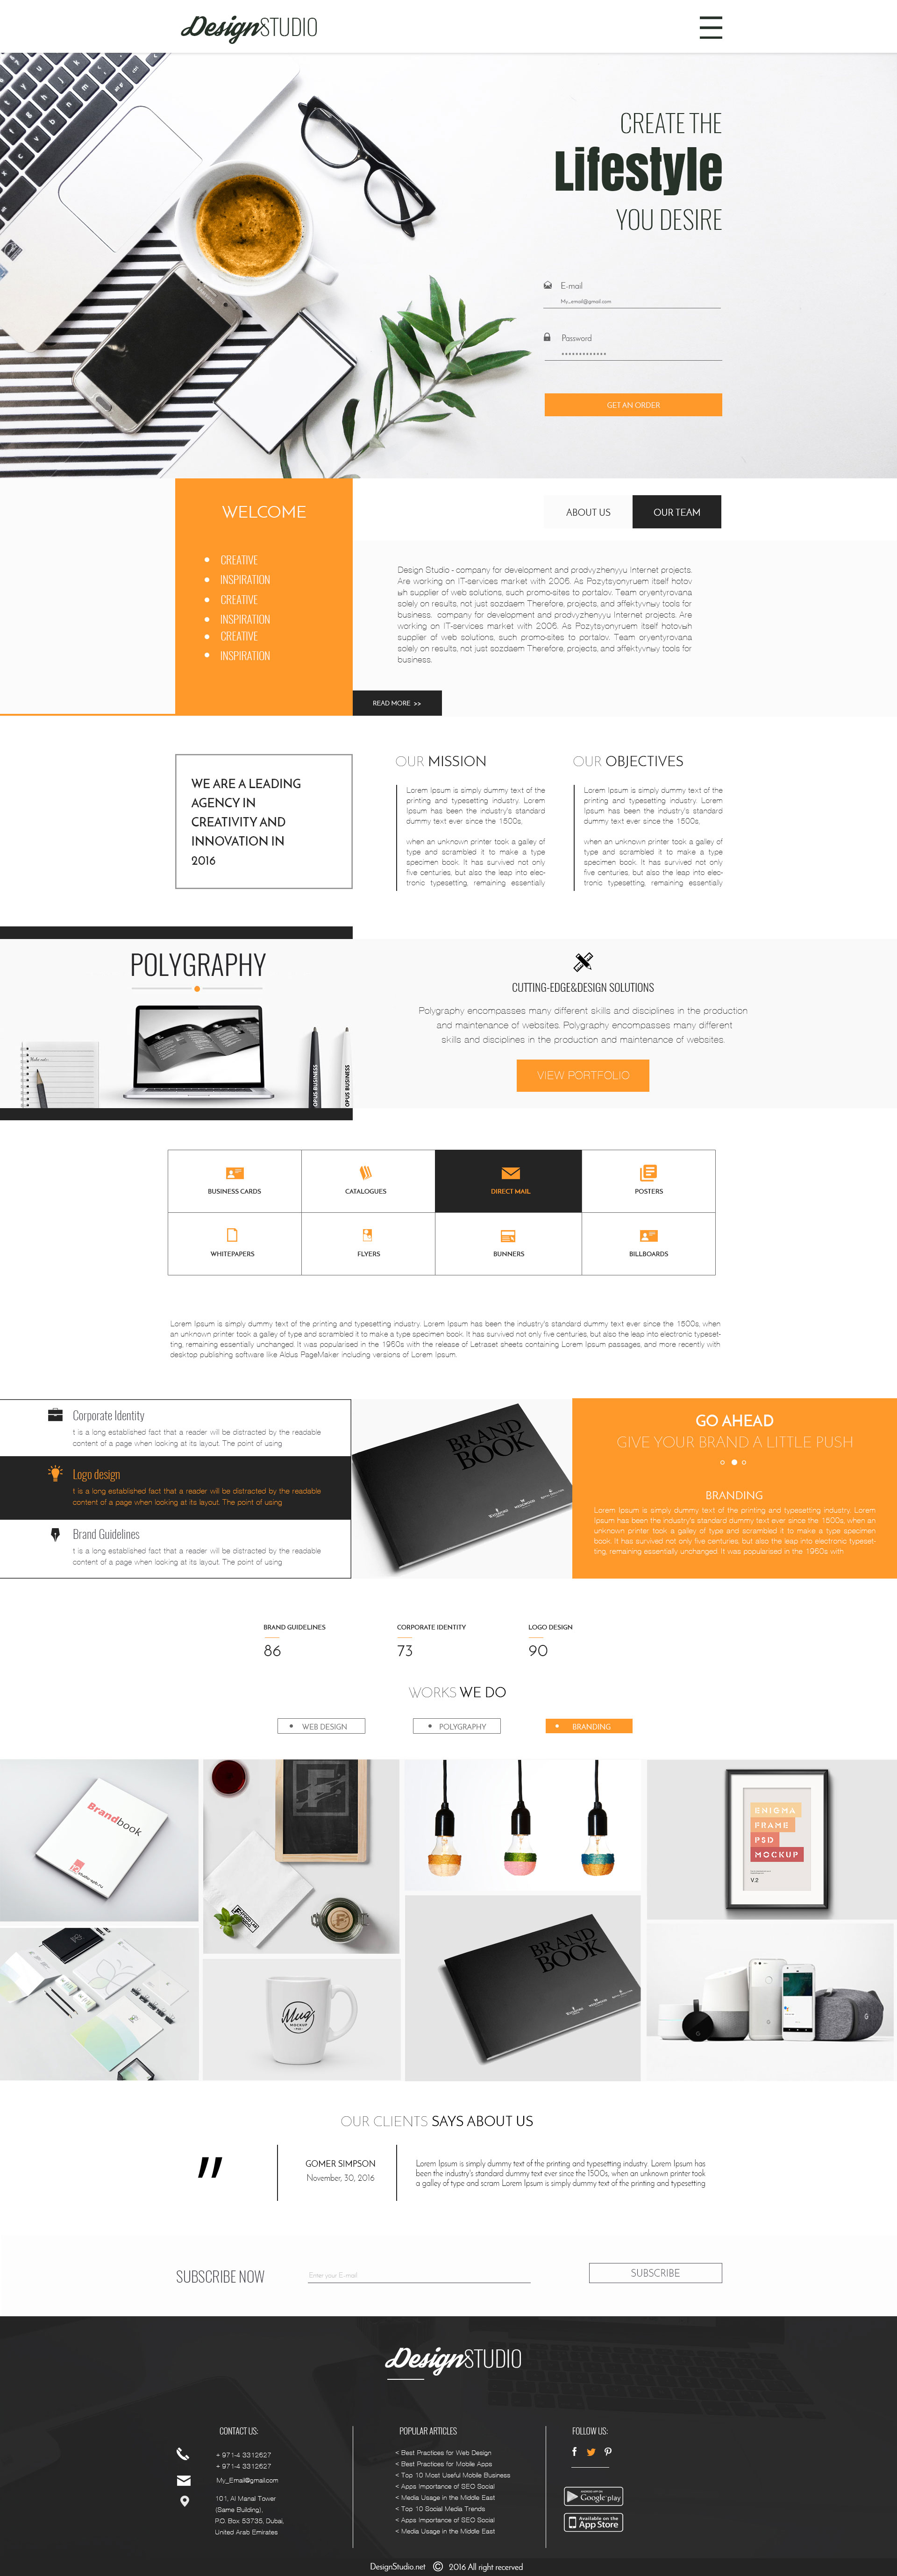 DesignSTUDIO
CREATE THE
Lifestyle
YOU DESIRE
E-mail
My_email@gmail.com
Password
*************
GET AN ORDER
WELCOME
• CREATIVE
• INSPIRATION
• CREATIVE
• INSPIRATION
• CREATIVE
• INSPIRATION
ABOUT US
OUR TEAM
Design Studio - company for development and prodvyzhenyyu Internet projects.
Are working on IT-services market with 2006. As Pozytsyonyruem itself hotov
ыh supplier of web solutions, such promo-sites to portalov. Team oryentyrovana
solely on results, not just sozdaem Therefore, projects, and affektyvnыy tools for
business. company for development and prodvyzhenyyu Internet projects. Are
working on IT-services market with 2006. As Pozytsyonyruem itself hotovыh
supplier of web solutions, such promo-sites to portalov. Team oryentyrovana
solely on results, not just sozdaem Therefore, projects, and affektyvnыy tools for
business.
READ MORE >>
WE ARE A LEADING
AGENCY IN
CREATIVITY AND
INNOVATION IN
2016
OUR MISSION
Lorem Ipsum is simply dummy text of the
printing and typesetting industry. Lorem
Ipsum has been the industry's standard
dummy text ever since the 1500s,
when an unknown printer took a galley of
type and scrambled it to make a type
specimen book. It has survived not only
five centuries, but also the leap into elec-
tronic typesetting, remaining essentially
OUR OBJECTIVES
Lorem Ipsum is simply dummy text of the
printing and typesetting industry. Lorem
Ipsum has been the industry's standard
dummy text ever since the 1500s,
when an unknown printer took a galley of
type and scrambled it to make a type
specimen book. It has survived not only
five centuries, but also the leap into elec-
tronic typesetting, remaining essentially
POLYGRAPHY
OPUS BUSINESS
OPUS BUSINESS
CUTTING-EDGE&DESIGN SOLUTIONS
Polygraphy encompasses many different skills and disciplines in the production
and maintenance of websites. Polygraphy encompasses many different
skills and disciplines in the production and maintenance of websites.
VIEW PORTFOLIO
BUSINESS CARDS
CATALOGUES
DIRECT MAIL
POSTERS
WHITEPAPERS
FLYERS
BUNNERS
BILLBOARDS
Lorem Ipsum is simply dummy text of the printing and typesetting industry. Lorem Ipsum has been the industry's standard dummy text ever since the 1500s, when
an unknown printer took a galley of type and scrambled it to make a type specimen book. It has survived not only five centuries, but also the leap into electronic typeset-
ting, remaining essentially unchanged. It was popularised in the 1960s with the release of Letraset sheets containing Lorem Ipsum passages, and more recently with
desktop publishing software like Aldus PageMaker including versions of Lorem Ipsum.
Corporate Identity
t is a long established fact that a reader will be distracted by the readable
content of a page when looking at its layout. The point of using
Logo design
t is a long established fact that a reader will be distracted by the readable
content of a page when looking at its layout. The point of using
Brand Guidelines
t is a long established fact that a reader will be distracted by the readable
content of a page when looking at its layout. The point of using
BRAND
BOOK
GO AHEAD
GIVE YOUR BRAND A LITTLE PUSH
BRANDING
Lorem Ipsum is simply dummy text of the printing and typesetting industry. Lorem
Ipsum has been the industry's standard dummy text ever since the 1500s, when an
unknown printer took a galley of type and scrambled it to make a type specimen
book. It has survived not only five centuries, but also the leap into electronic typeset-
ting, remaining essentially unchanged. It was popularised in the 1960s with
BRAND GUIDELINES
86
CORPORATE IDENTITY
73
LOGO DESIGN
90
WORKS WE DO
• WEB DESIGN
• POLYGRAPHY
• BRANDING
Brandbook
F
ENIGMA
FRAME
PSD
MOCKUP
V.2
Mug
MOCKUP
BRAND
BOOK
G
OUR CLIENTS SAYS ABOUT US
"
GOMER SIMPSON
November, 30, 2016
Lorem Ipsum is simply dummy text of the printing and typesetting industry. Lorem Ipsum has
been the industry's standard dummy text ever since the 1500s, when an unknown printer took
a galley of type and scram Lorem Ipsum is simply dummy text of the printing and typesetting
SUBSCRIBE NOW
Enter your E-mail
SUBSCRIBE
DesignSTUDIO
CONTACT US:
+ 971-4 3312627
+ 971-4 3312627
My_Email@gmail.com
101, Al Manal Tower
(Same Building),
P.O. Box 53735, Dubai,
United Arab Emirates
POPULAR ARTICLES
< Best Practices for Web Design
< Best Practices for Mobile Apps
< Top 10 Most Useful Mobile Business
< Apps Importance of SEO Social
< Media Usage in the Middle East
< Top 10 Social Media Trends
< Apps Importance of SEO Social
< Media Usage in the Middle East
FOLLOW US:
Google play
Available on the
App Store
DesignStudio.net © 2016 All right recerved